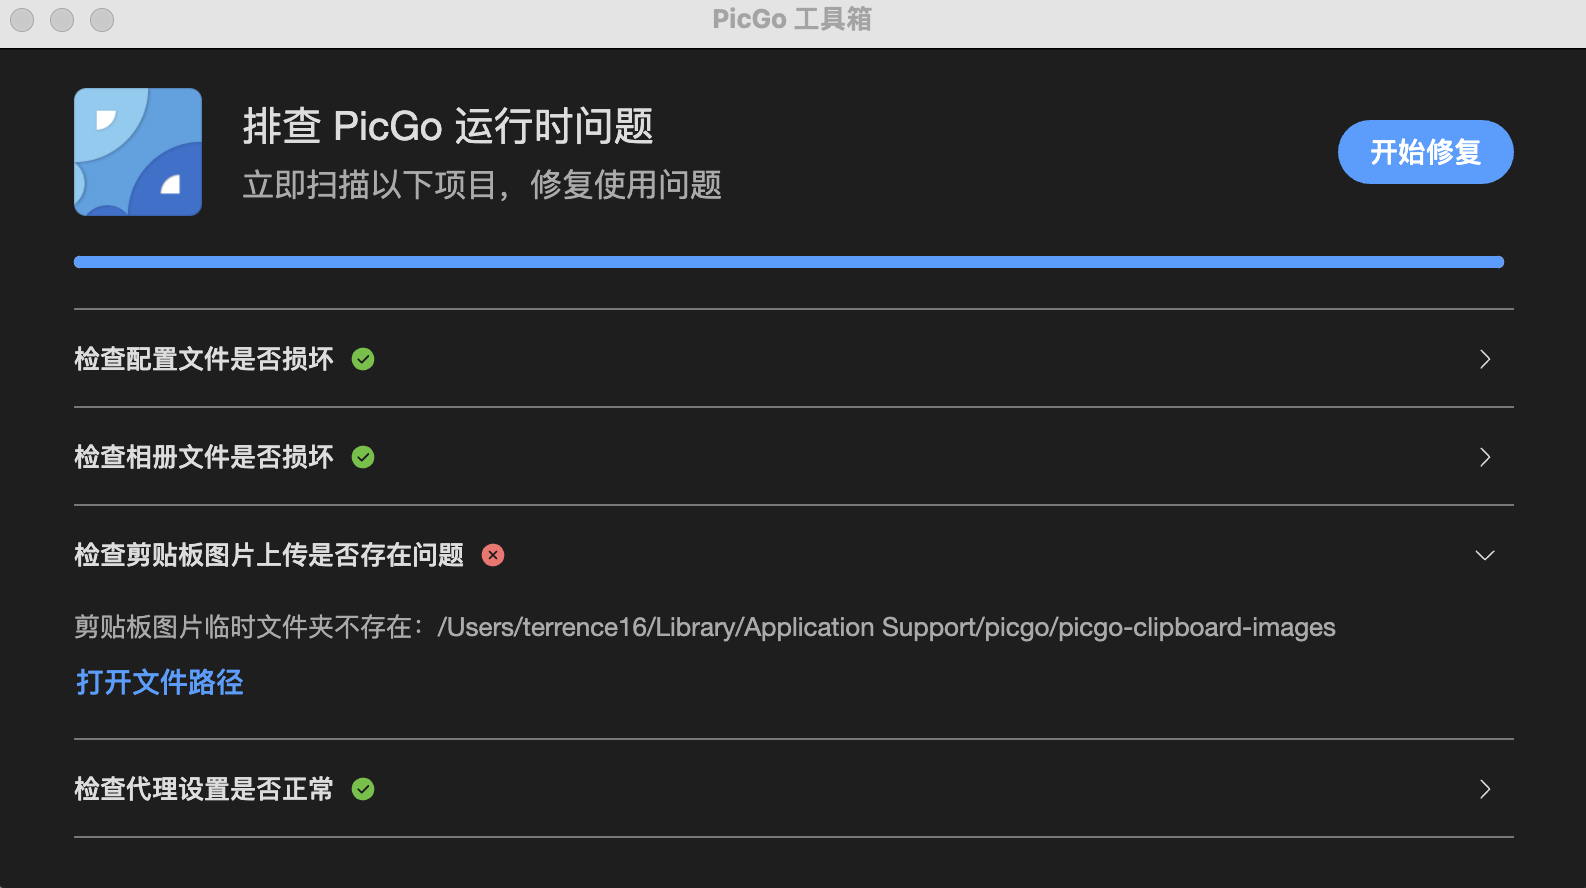 PicGo 工具箱
排查 PicGo 运行时问题
立即扫描以下项目，修复使用问题
开始修复
检查配置文件是否损坏
检查相册文件是否损坏
检查剪贴板图片上传是否存在问题
剪贴板图片临时文件夹不存在：/Users/terrence16/Library/Application Support/picgo/picgo-clipboard-images
打开文件路径
检查代理设置是否正常